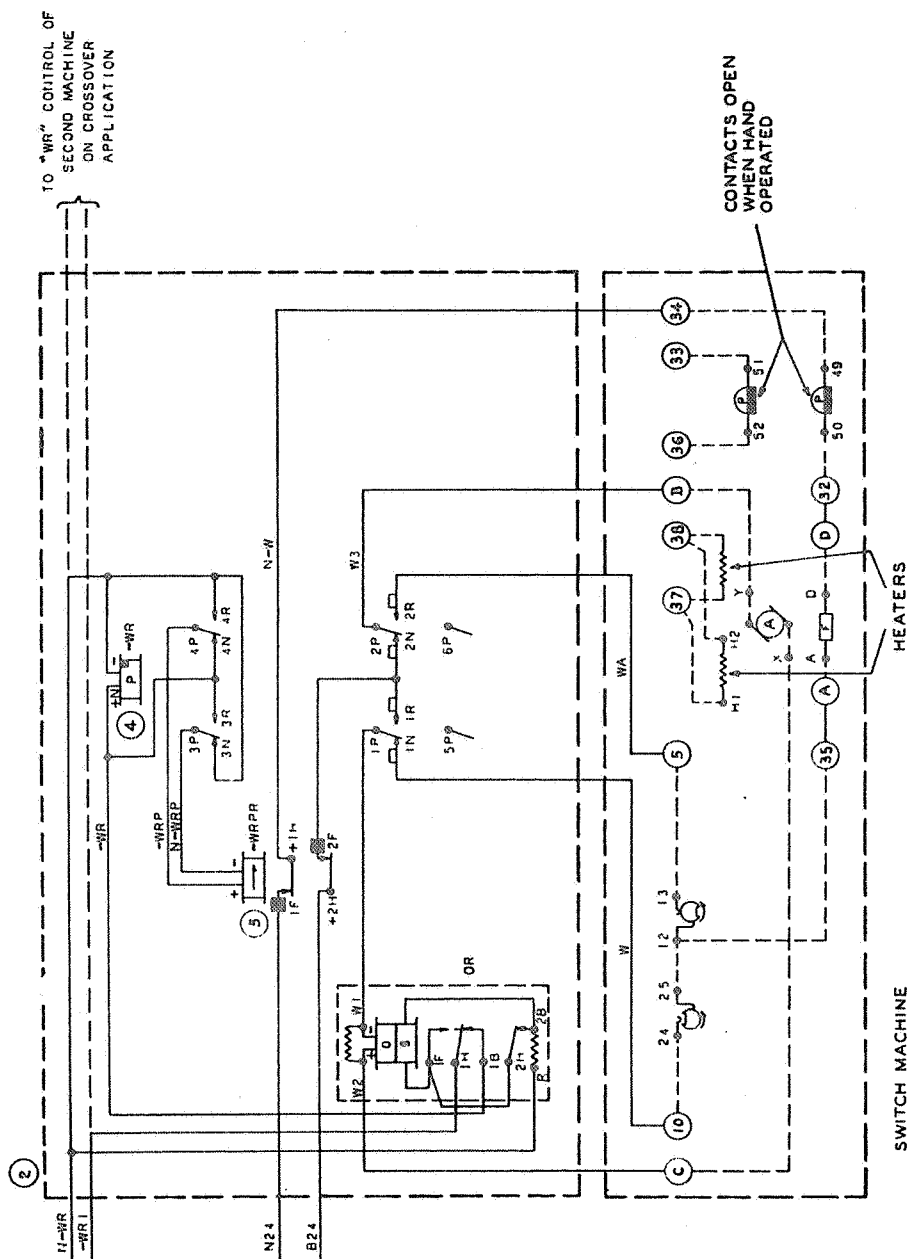 TO "WR" CONTROL OF
SECOND MACHINE
ON CROSSOVER
APPLICATION
2
N-WR
-WR1
N24
B24
-WR
+N
-
P
-WR
4
4P
4R
4N
3P
3R
3N
-WRP
N-WRP
+
-
-WRPR
5
1F
+1H
2F
+2H
N-W
W3
2P
2R
2N
6P
1P
1R
1N
5P
WA
W
OR
W1
W2
+
-
O
S
1F
1H
1B
2H
2B
R
C
10
5
B
34
33
36
38
37
32
D
A
35
24
25
12
13
X
Y
A
H1
H2
A
F
D
P
52
51
P
50
49
HEATERS
CONTACTS OPEN
WHEN HAND
OPERATED
SWITCH MACHINE